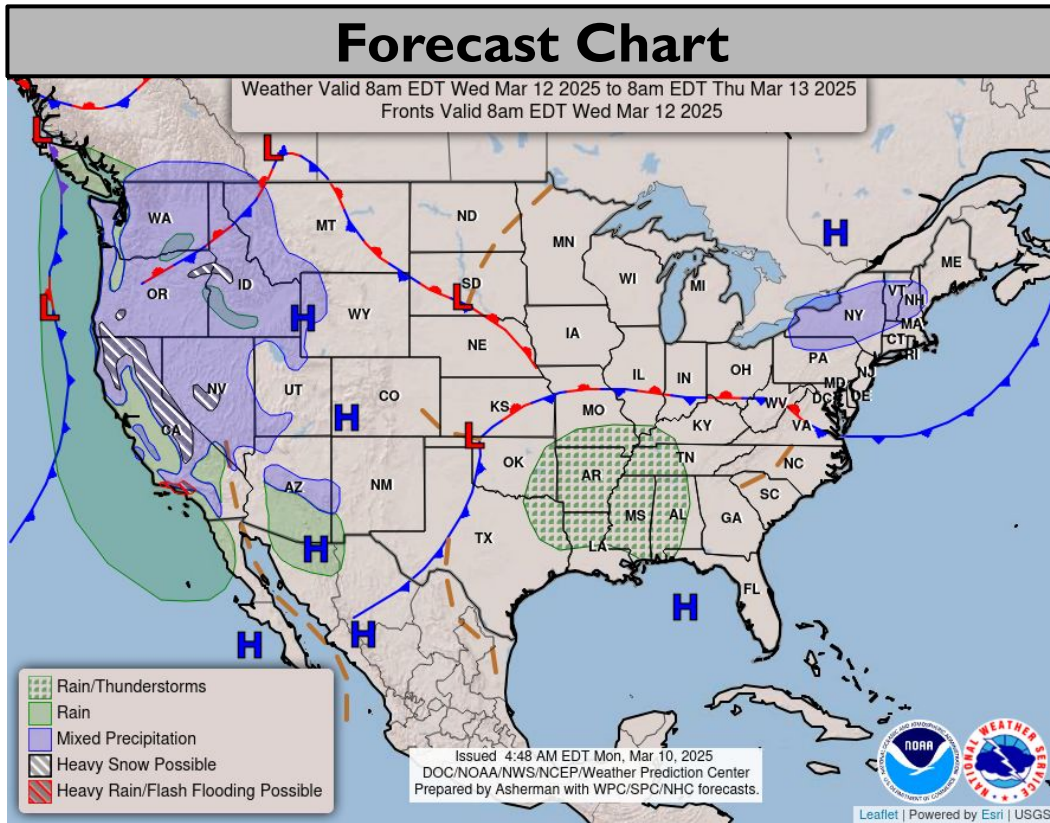 Forecast Chart
Weather Valid 8am EDT Wed Mar 12 2025 to 8am EDT Thu Mar 13 2025
Fronts Valid 8am EDT Wed Mar 12 2025
L
L
H
ME
WA
MT
ND
MN
VT
NH
WI
MI
NY
MA
OR
ID
SD
L
L
H
WY
CT
RI
IA
PA
NJ
NE
OH
MD
DE
IL
IN
DC
NV
UT
CO
WV
H
KS
MO
KY
VA
CA
L
OK
TN
NC
AR
AZ
NM
SC
MS
AL
GA
TX
H
LA
FL
H
H
H
Rain/Thunderstorms
Rain
Mixed Precipitation
Heavy Snow Possible
Heavy Rain/Flash Flooding Possible
Issued 4:48 AM EDT Mon, Mar 10, 2025
DOC/NOAA/NWS/NCEP/Weather Prediction Center
Prepared by Asherman with WPC/SPC/NHC forecasts.
NOAA
NATIONAL WEATHER SERVICE
Leaflet | Powered by Esri | USGS